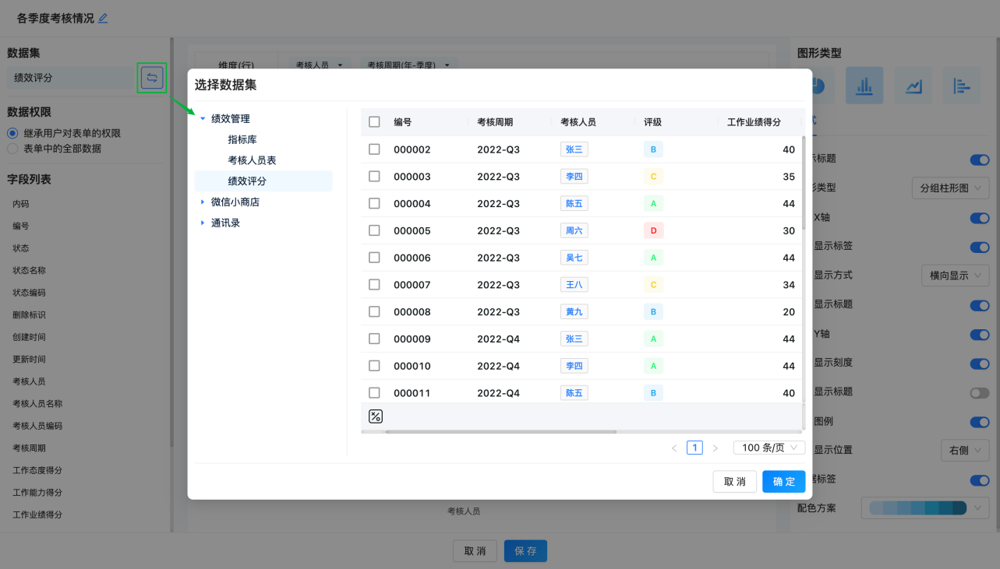 各季度考核情况
数据集
绩效评分
数据权限
继承用户对表单的权限
表单中的全部数据
字段列表
内码
编号
状态
状态名称
状态编码
删除标识
创建时间
更新时间
考核人员
考核人员名称
考核人员编码
考核周期
工作态度得分
工作能力得分
工作业绩得分
维度(行) 考核人员 考核周期(年-季度)
选择数据集
绩效管理
指标库
考核人员表
绩效评分
微信小商店
通讯录
编号 考核周期 考核人员 评级 工作业绩得分
000002 2022-Q3 张三 B 40
000003 2022-Q3 李四 C 35
000004 2022-Q3 陈五 A 44
000005 2022-Q3 周六 D 30
000006 2022-Q3 吴七 A 44
000007 2022-Q3 王八 C 34
000008 2022-Q3 黄九 B 20
000009 2022-Q4 张三 A 44
000010 2022-Q4 李四 A 44
000011 2022-Q4 陈五 B 40
1 100 条/页
取消 确定
考核人员
图形类型
标题
类型 分组柱形图
X轴
显示标签
显示方式 横向显示
显示标题
Y轴
显示刻度
显示标题
图例
显示位置 右侧
标签
配色方案
取消 保存